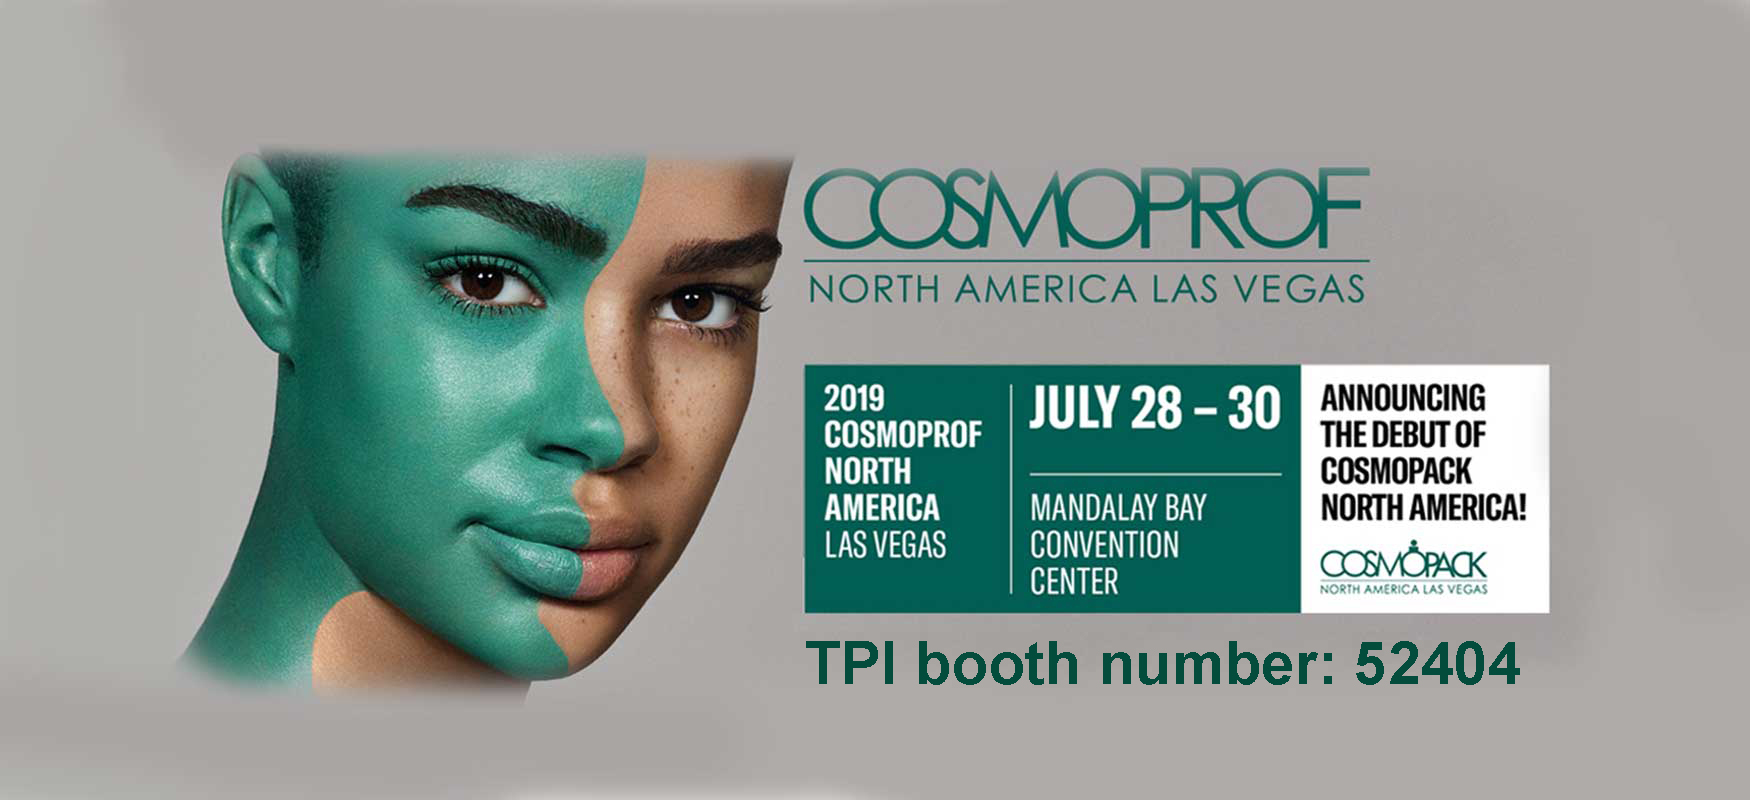 COSMOPROF
NORTH AMERICA LAS VEGAS
2019
COSMOPROF
NORTH
AMERICA
LAS VEGAS
JULY 28 – 30
MANDALAY BAY
CONVENTION
CENTER
ANNOUNCING
THE DEBUT OF
COSMOPACK
NORTH AMERICA!
COSMOPACK
NORTH AMERICA LAS VEGAS
TPI booth number: 52404